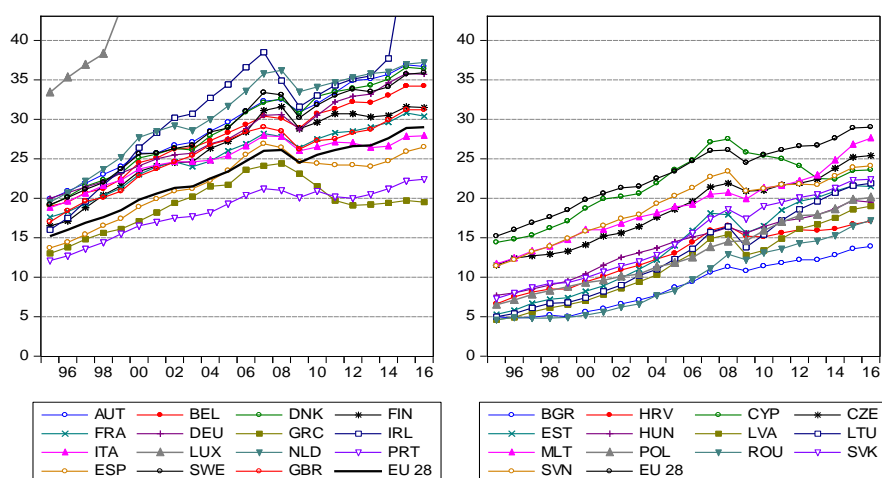 40
35
30
25
20
15
10
5
0
96 98 00 02 04 06 08 10 12 14 16
AUT BEL DNK FIN
FRA DEU GRC IRL
ITA LUX NLD PRT
ESP SWE GBR EU 28
40
35
30
25
20
15
10
5
0
96 98 00 02 04 06 08 10 12 14 16
BGR HRV CYP CZE
EST HUN LVA LTU
MLT POL ROU SVK
SVN EU 28